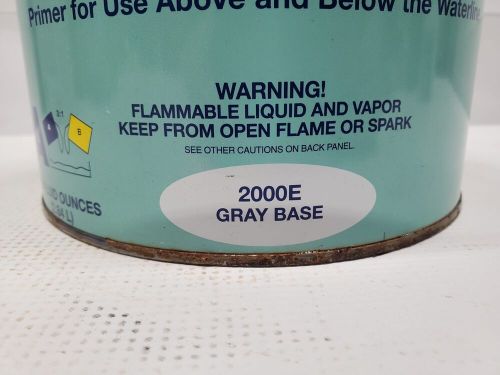 Primer for Use Above and Below the Waterline
WARNING!
FLAMMABLE LIQUID AND VAPOR
KEEP FROM OPEN FLAME OR SPARK
SEE OTHER CAUTIONS ON BACK PANEL.
B
OUNCES
L)
2000E
GRAY BASE